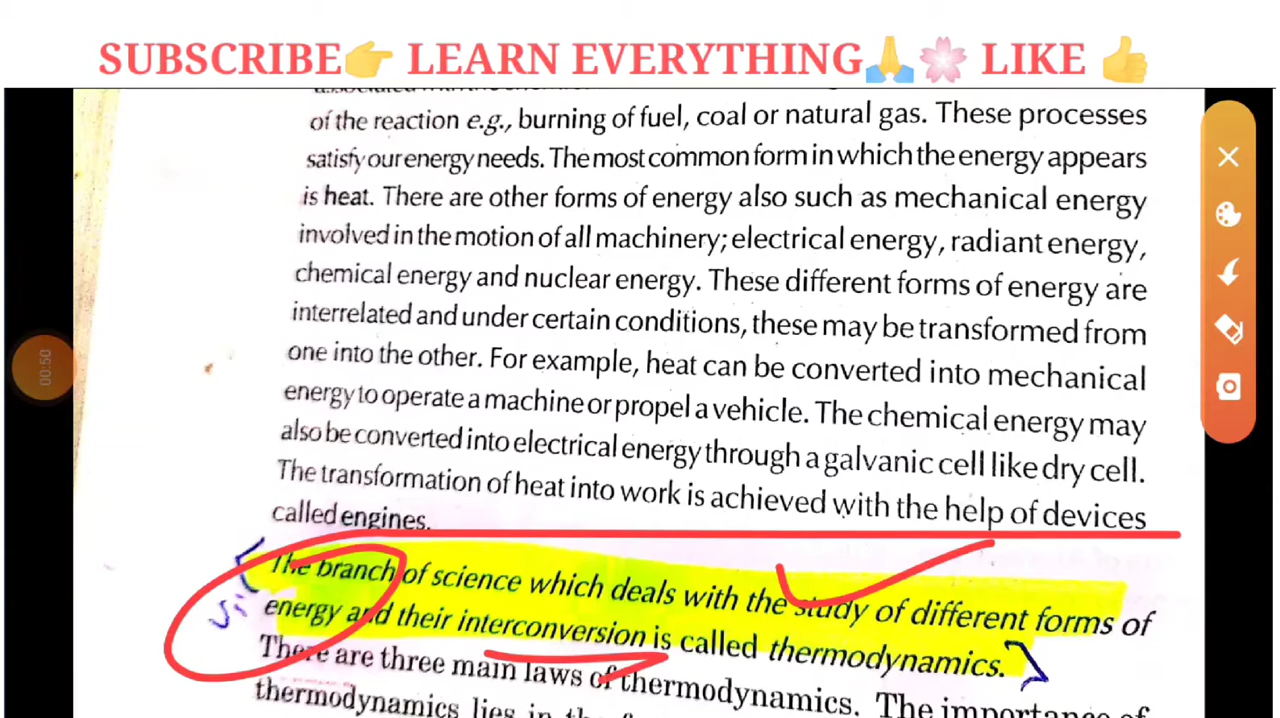 SUBSCRIBE👉 LEARN EVERYTHING🙏🌸 LIKE 👍
of the reaction e.g., burning of fuel, coal or natural gas. These processes
satisfy our energy needs. The most common form in which the energy appears
is heat. There are other forms of energy also such as mechanical energy
involved in the motion of all machinery; electrical energy, radiant energy,
chemical energy and nuclear energy. These different forms of energy are
interrelated and under certain conditions, these may be transformed from
one into the other. For example, heat can be converted into mechanical
00:50
energy to operate a machine or propel a vehicle. The chemical energy may
also be converted into electrical energy through a galvanic cell like dry cell.
The transformation of heat into work is achieved with the help of devices
called engines.
The branch of science which deals with the study of different forms of
energy and their interconversion is called thermodynamics.
There are three main laws of thermodynamics. The importance of
thermodynamics lies in the